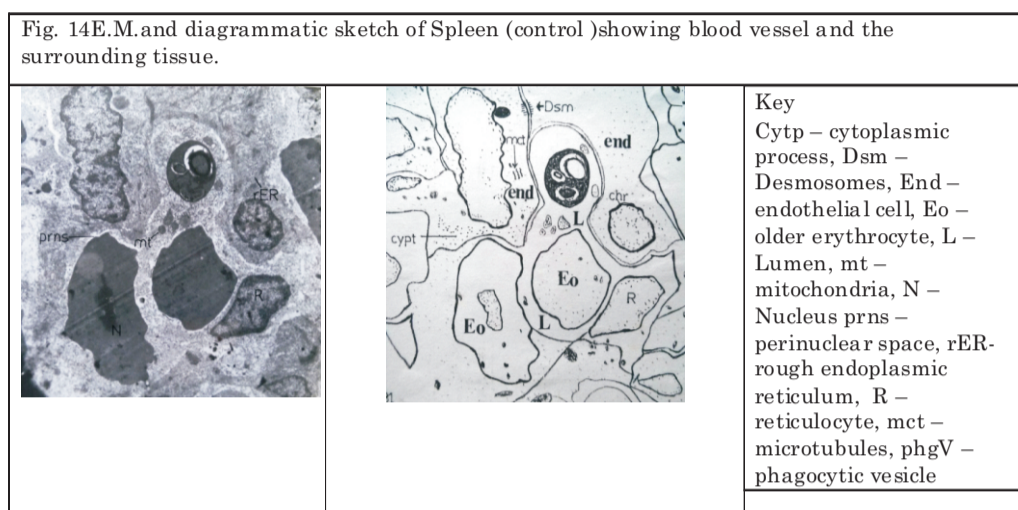 Fig. 14E.M.and diagrammatic sketch of Spleen (control )showing blood vessel and the
surrounding tissue.
rER
prns
mt
R
N
Dsm
end
end
chr
L
cypt
Eo
R
Eo
L
Key
Cytp – cytoplasmic
process, Dsm –
Desmosomes, End –
endothelial cell, Eo –
older erythrocyte, L –
Lumen, mt –
mitochondria, N –
Nucleus prns –
perinuclear space, rER-
rough endoplasmic
reticulum, R –
reticulocyte, mct –
microtubules, phgV –
phagocytic vesicle